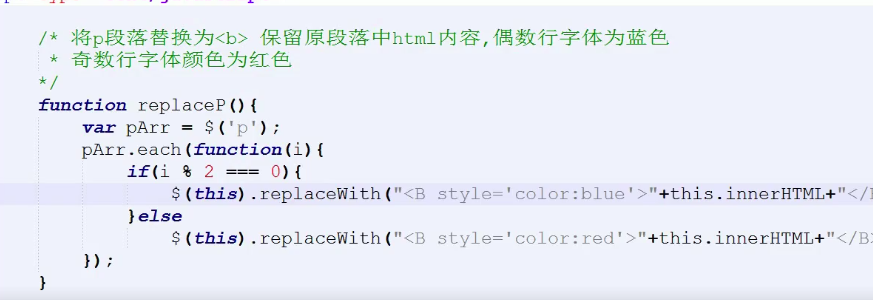 /* 将p段落替换为<b> 保留原段落中html内容,偶数行字体为蓝色
* 奇数行字体颜色为红色
*/
function replaceP(){
var pArr = $('p');
pArr.each(function(i){
if(i % 2 === 0){
$(this).replaceWith("<B style='color:blue'>"+this.innerHTML+"</
}else
$(this).replaceWith("<B style='color:red'>"+this.innerHTML+"</B>
});
}